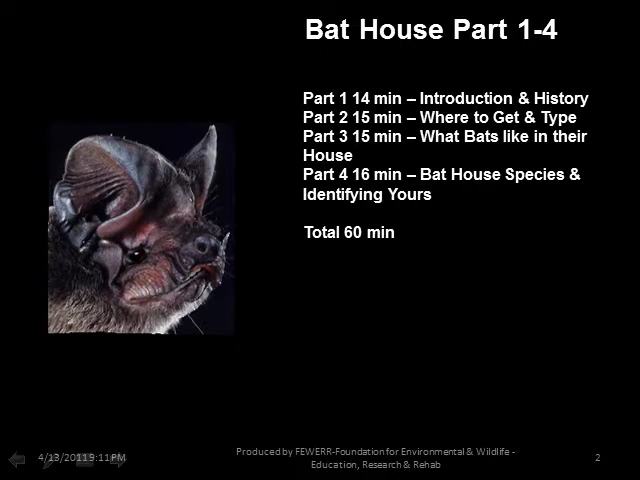 Bat House Part 1-4
Part 1 14 min – Introduction & History
Part 2 15 min – Where to Get & Type
Part 3 15 min – What Bats like in their
House
Part 4 16 min – Bat House Species &
Identifying Yours
Total 60 min
4/13/2011 9:11 PM
Produced by FEWERR-Foundation for Environmental & Wildlife -
Education, Research & Rehab
2